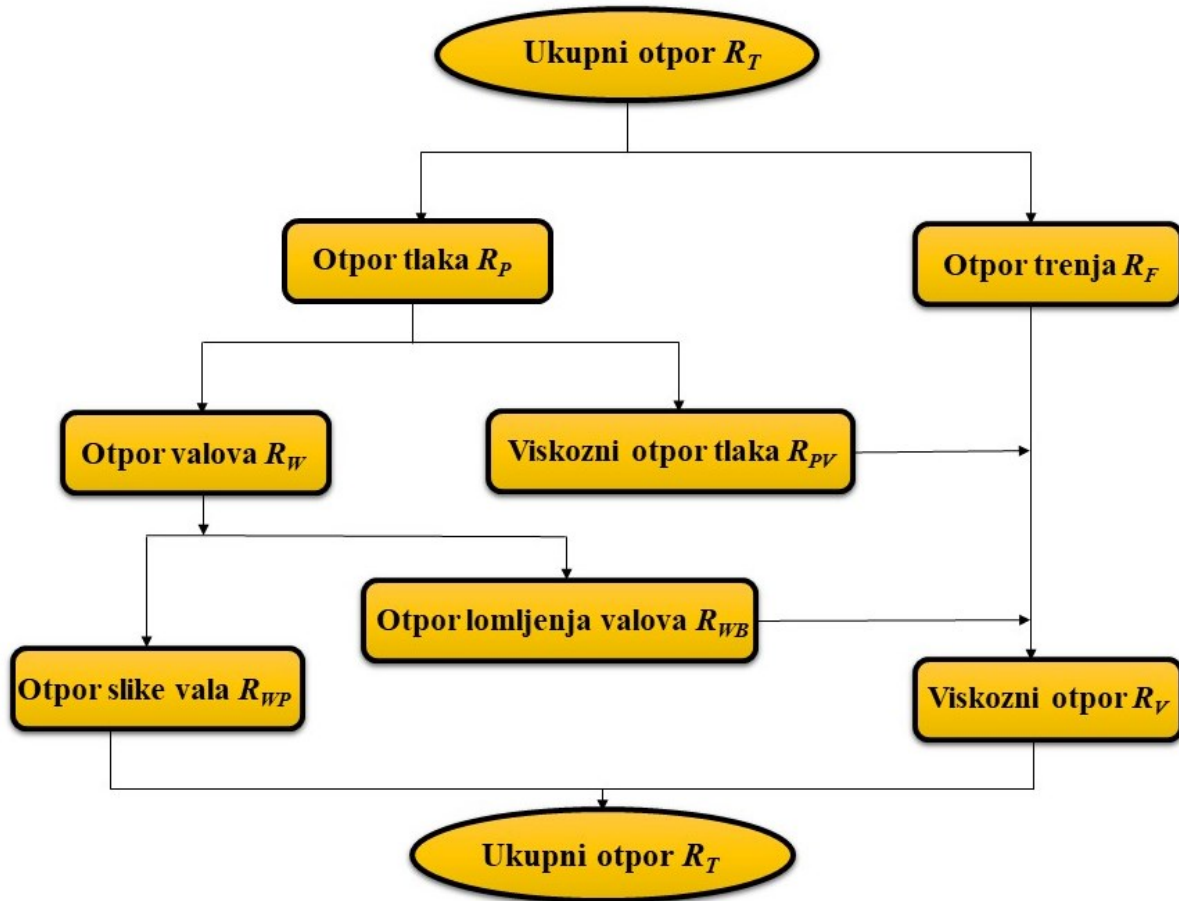 Ukupni otpor R_T
Otpor tlaka R_P
Otpor trenja R_F
Otpor valova R_W
Viskozni otpor tlaka R_PV
Otpor lomljenja valova R_WB
Otpor slike vala R_WP
Viskozni otpor R_V
Ukupni otpor R_T